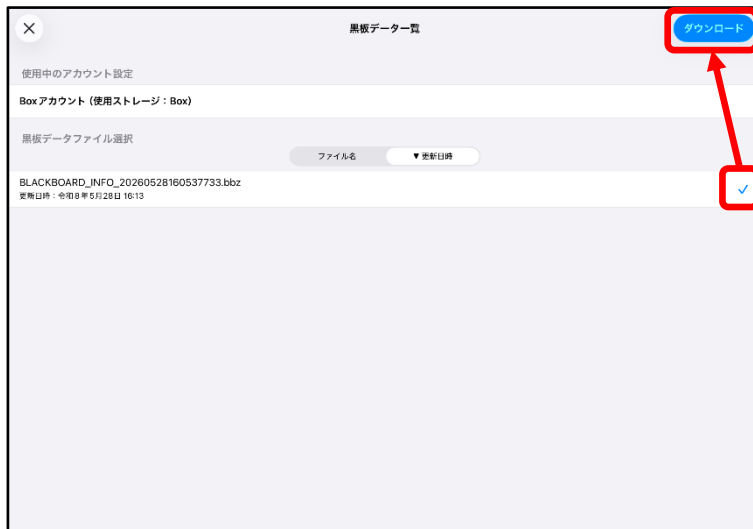 黒板データ一覧
ダウンロード
使用中のアカウント設定
Boxアカウント (使用ストレージ：Box)
黒板データファイル選択
ファイル名
▼更新日時
BLACKBOARD_INFO_20260528160537733.bbz
更新日時：令和8年5月28日 16:13